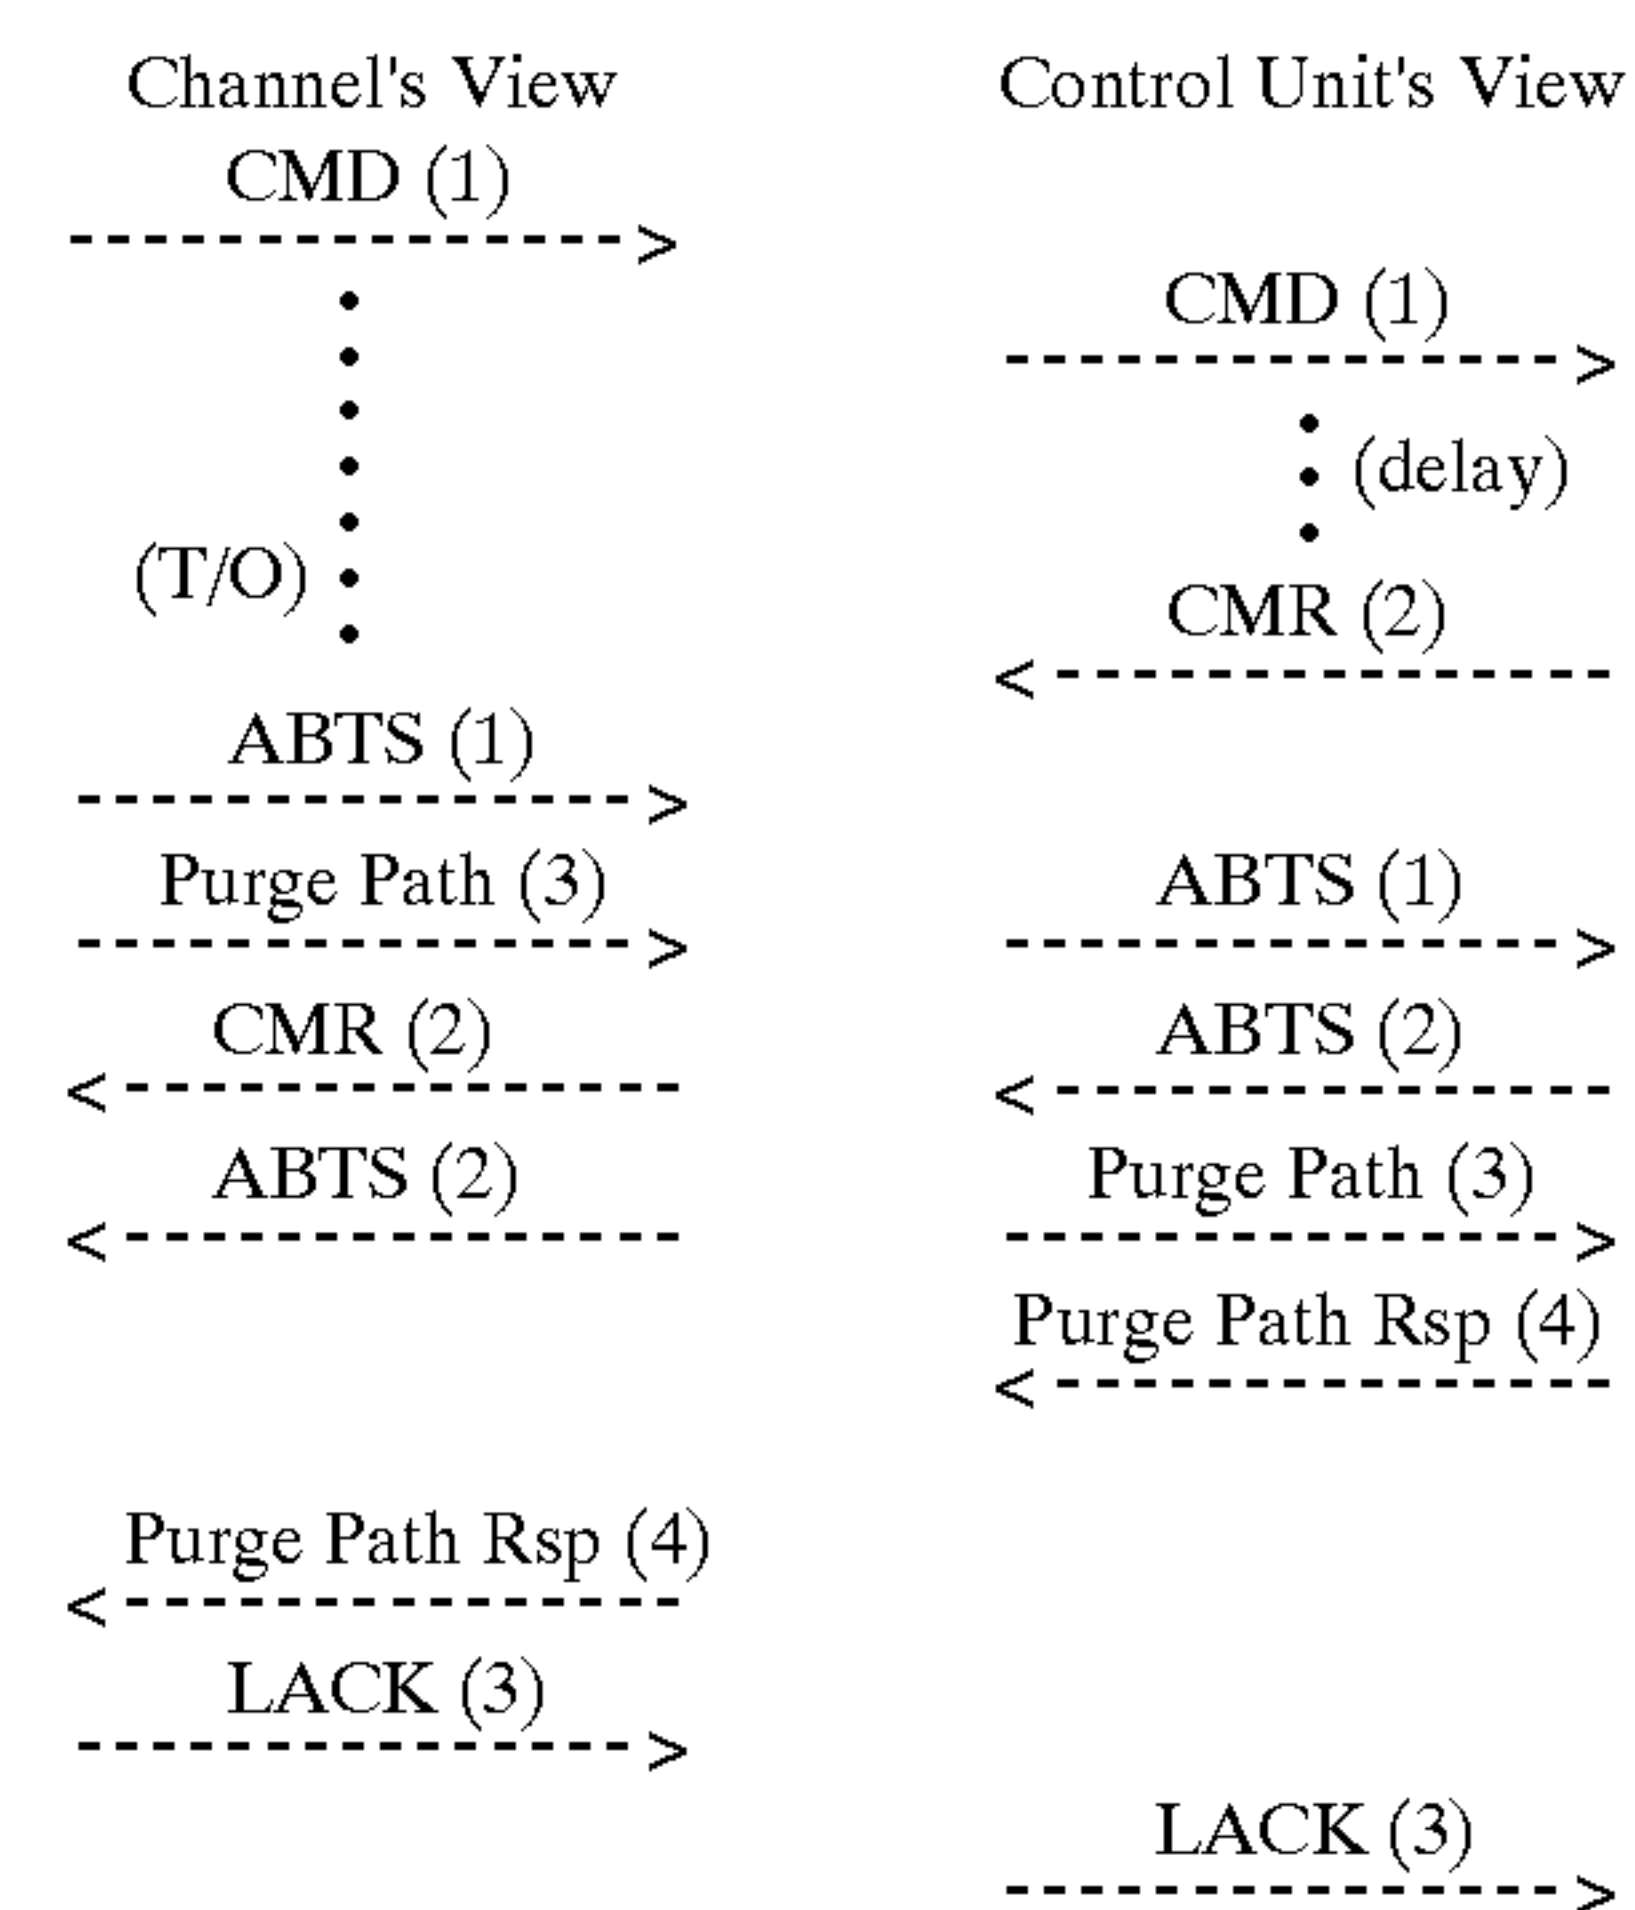 Channel's View
CMD (1)
(T/O)
ABTS (1)
Purge Path (3)
CMR (2)
ABTS (2)
Purge Path Rsp (4)
LACK (3)
Control Unit's View
CMD (1)
(delay)
CMR (2)
ABTS (1)
ABTS (2)
Purge Path (3)
Purge Path Rsp (4)
LACK (3)